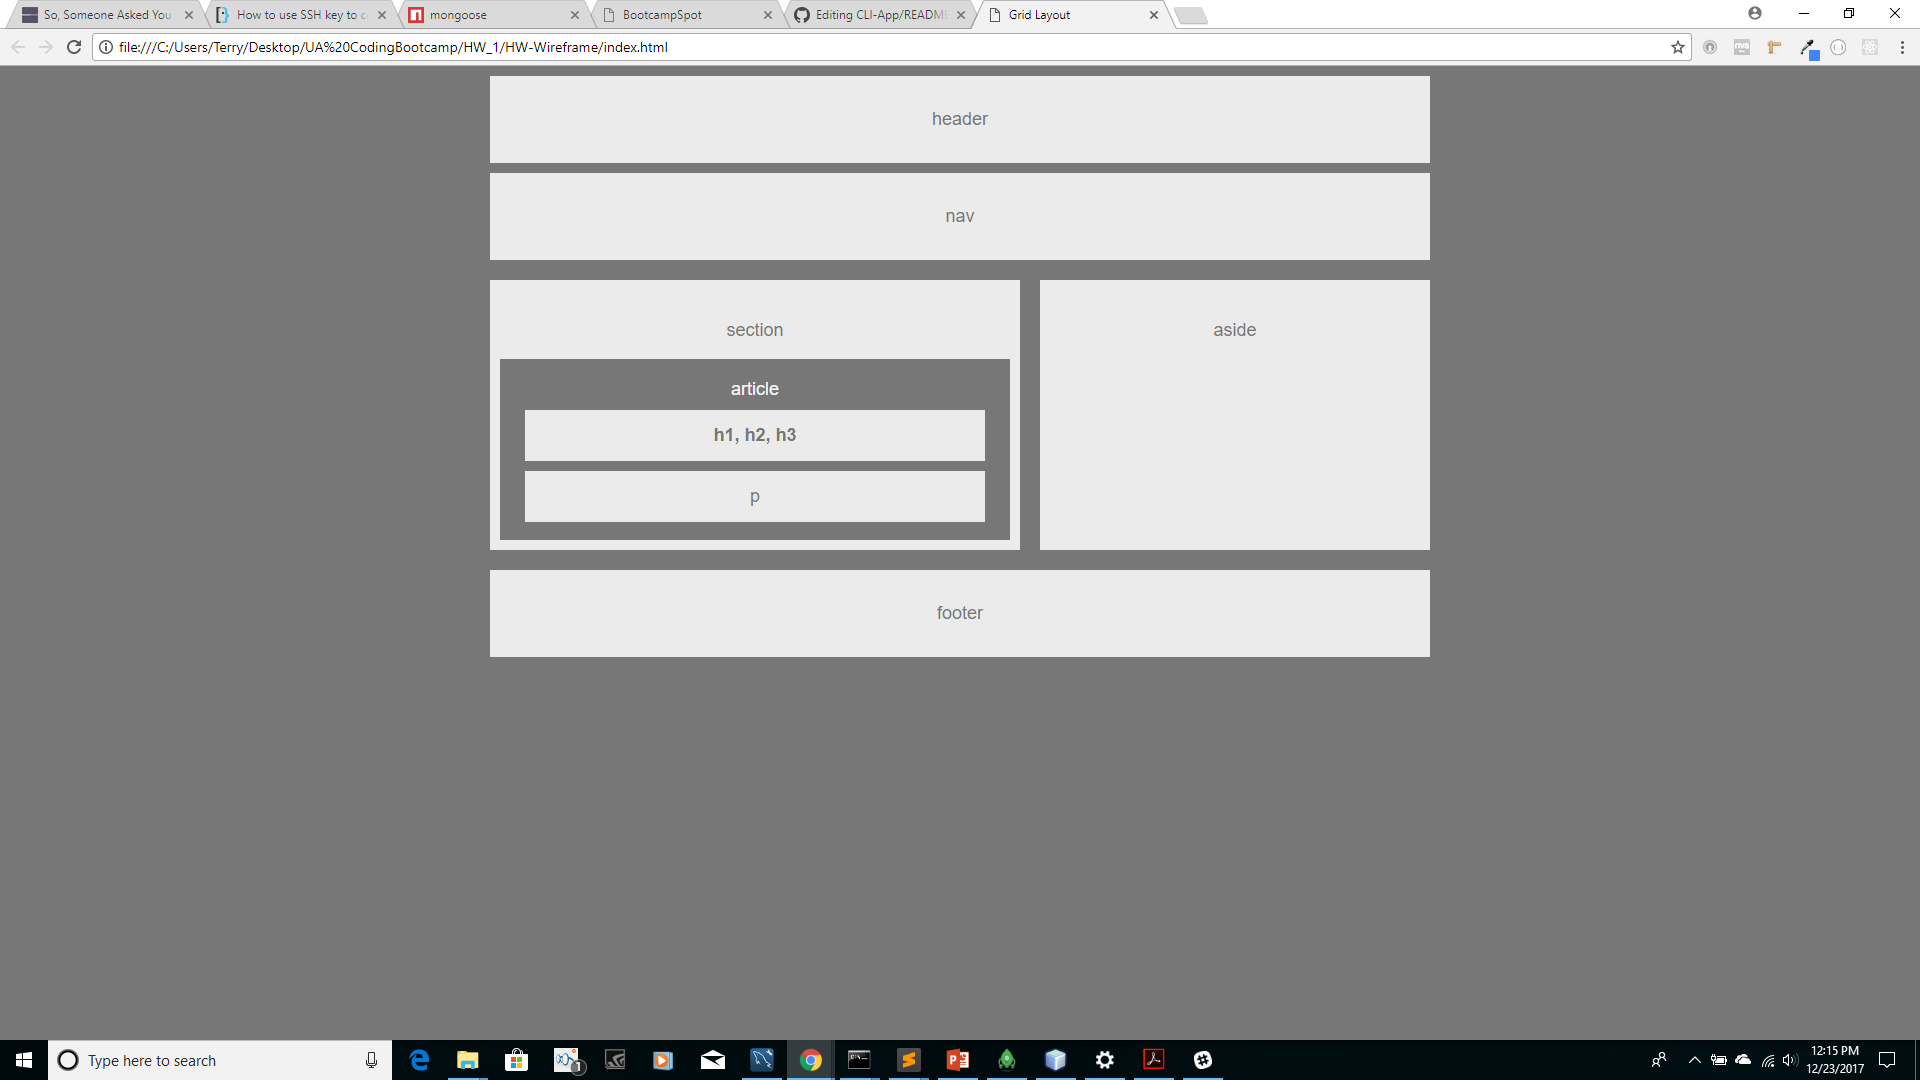 So, Someone Asked You
How to use SSH key to
mongoose
BootcampSpot
Editing CLI-App/README
Grid Layout
file:///C:/Users/Terry/Desktop/UA%20CodingBootcamp/HW_1/HW-Wireframe/index.html
header
nav
section
aside
article
h1, h2, h3
p
footer
Type here to search
1
12:15 PM
12/23/2017